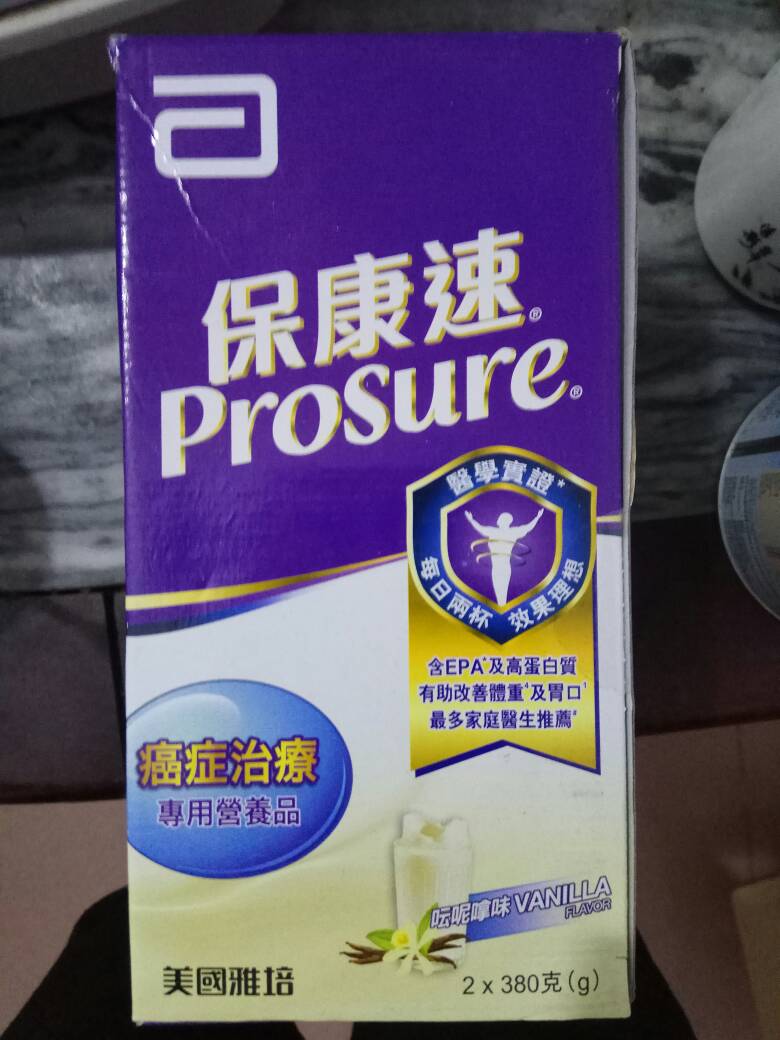 保康速®
Prosure®
醫學實證*
每日兩杯 效果理想
含EPA*及高蛋白質
有助改善體重⁴及胃口¹
最多家庭醫生推薦#
癌症治療
專用營養品
呍呢嗱味 VANILLA
FLAVOR
美國雅培
2 x 380克(g)